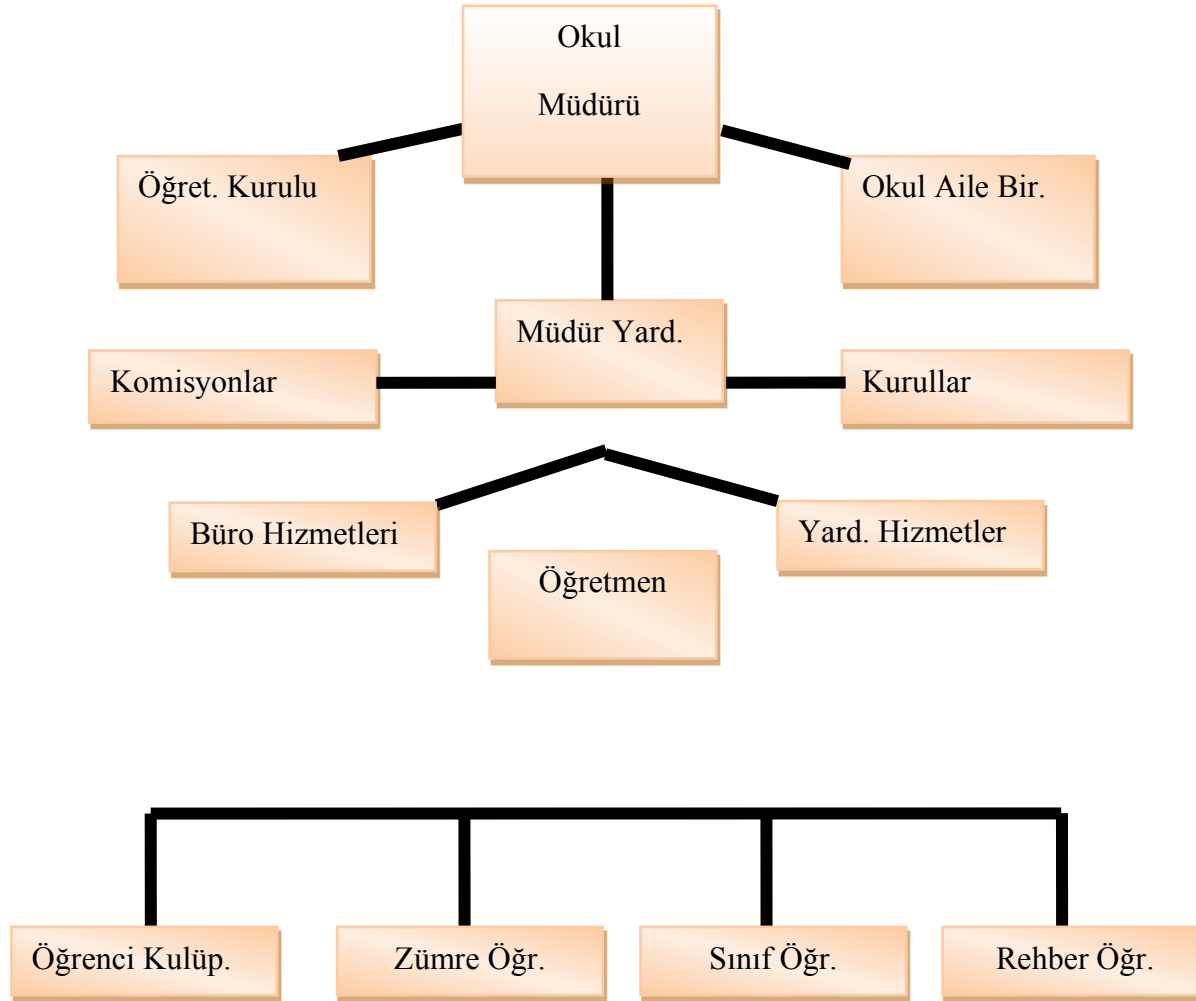 Okul
Müdürü
Öğret. Kurulu
Okul Aile Bir.
Müdür Yard.
Komisyonlar
Kurullar
Büro Hizmetleri
Yard. Hizmetler
Öğretmen
Öğrenci Kulüp.
Zümre Öğr.
Sınıf Öğr.
Rehber Öğr.